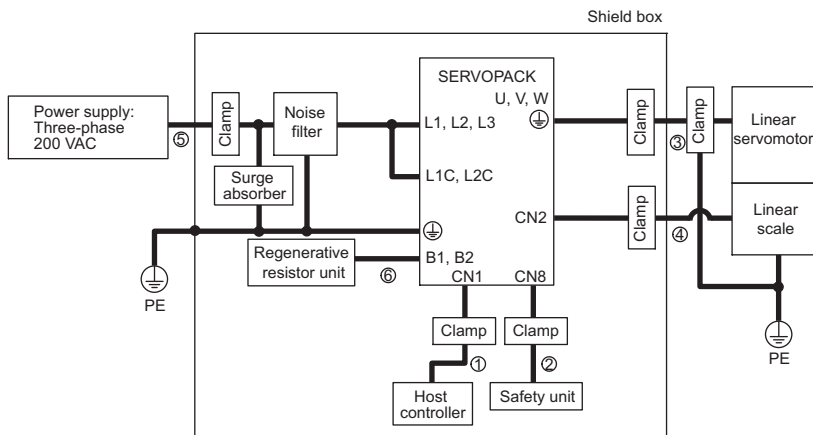 Shield box
Power supply:
Three-phase
200 VAC
⑤
Clamp
Noise
filter
Surge
absorber
SERVOPACK
U, V, W
L1, L2, L3
L1C, L2C
CN2
B1, B2
CN1
CN8
Clamp
③
Clamp
Linear
servomotor
Clamp
④
Linear
scale
Regenerative
resistor unit
⑥
PE
Clamp
①
Host
controller
Clamp
②
Safety unit
PE